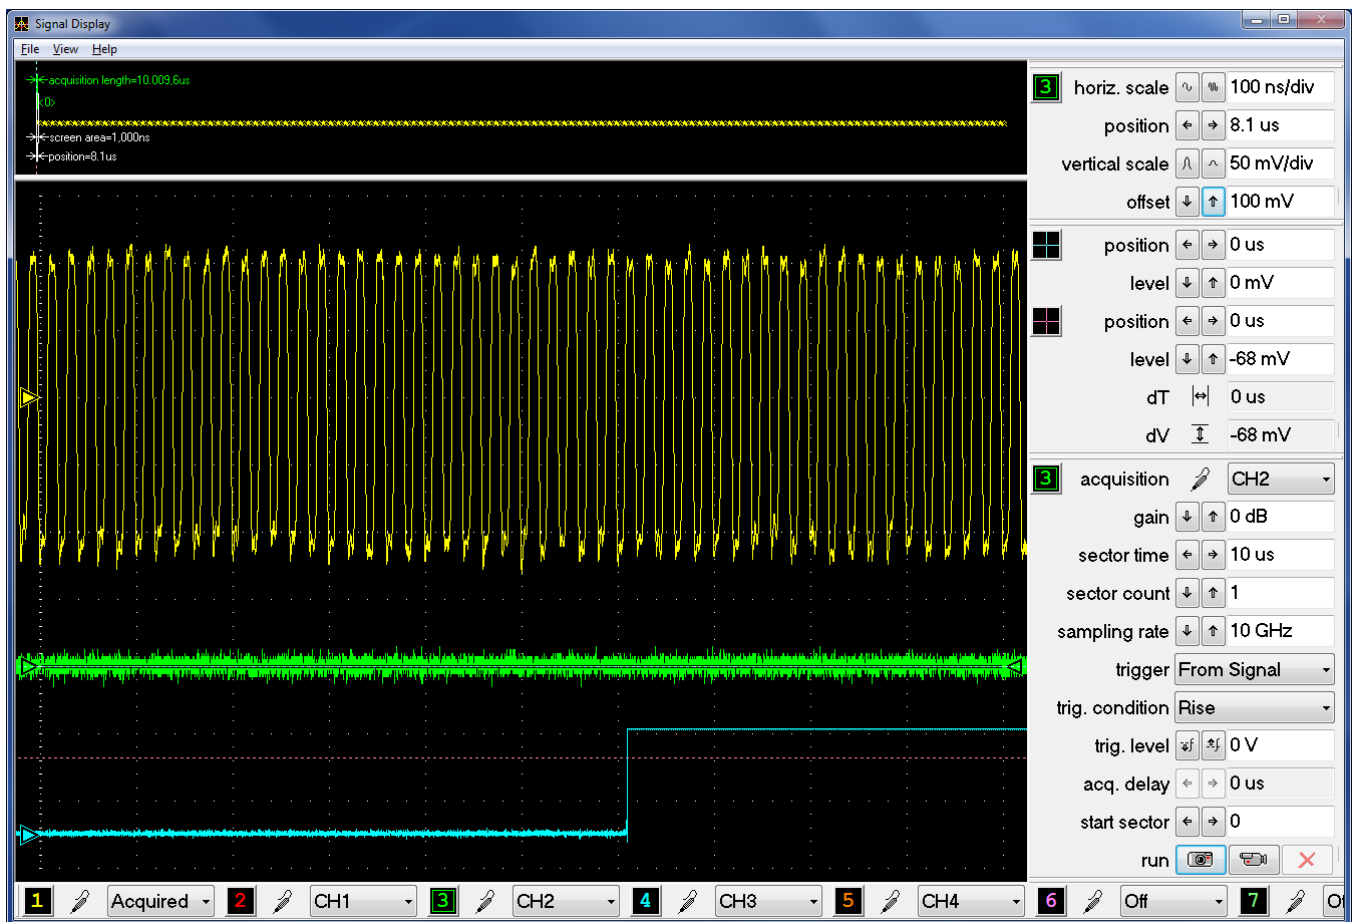 Signal Display
File View Help
acquisition length=10.009,6us
<0>
screen area=1,000ns
position=8.1us
3 horiz. scale 100 ns/div
position 8.1 us
vertical scale 50 mV/div
offset 100 mV
position 0 us
level 0 mV
position 0 us
level -68 mV
dT 0 us
dV -68 mV
3 acquisition CH2
gain 0 dB
sector time 10 us
sector count 1
sampling rate 10 GHz
trigger From Signal
trig. condition Rise
trig. level 0 V
acq. delay 0 us
start sector 0
run
1 Acquired 2 CH1 3 CH2 4 CH3 5 CH4 6 Off 7